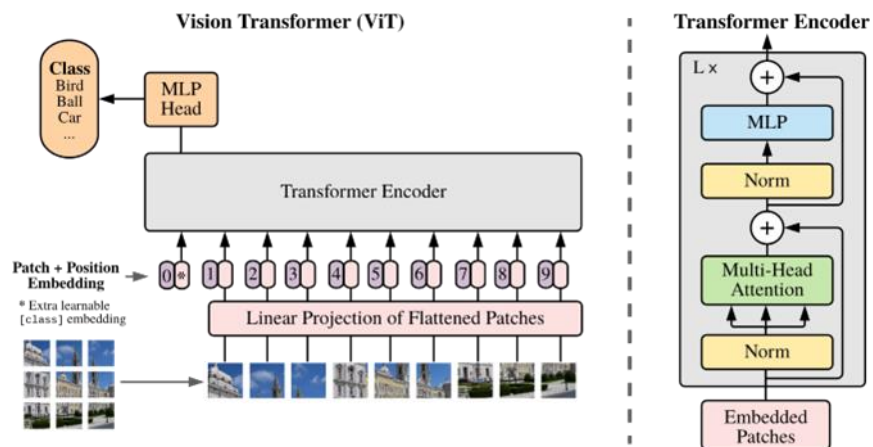 Vision Transformer (ViT)
Class
Bird
Ball
Car
...
MLP
Head
Transformer Encoder
Patch + Position
Embedding
* Extra learnable
[class] embedding
0 * 1 2 3 4 5 6 7 8 9
Linear Projection of Flattened Patches
Transformer Encoder
L x
+
MLP
Norm
+
Multi-Head
Attention
Norm
Embedded
Patches